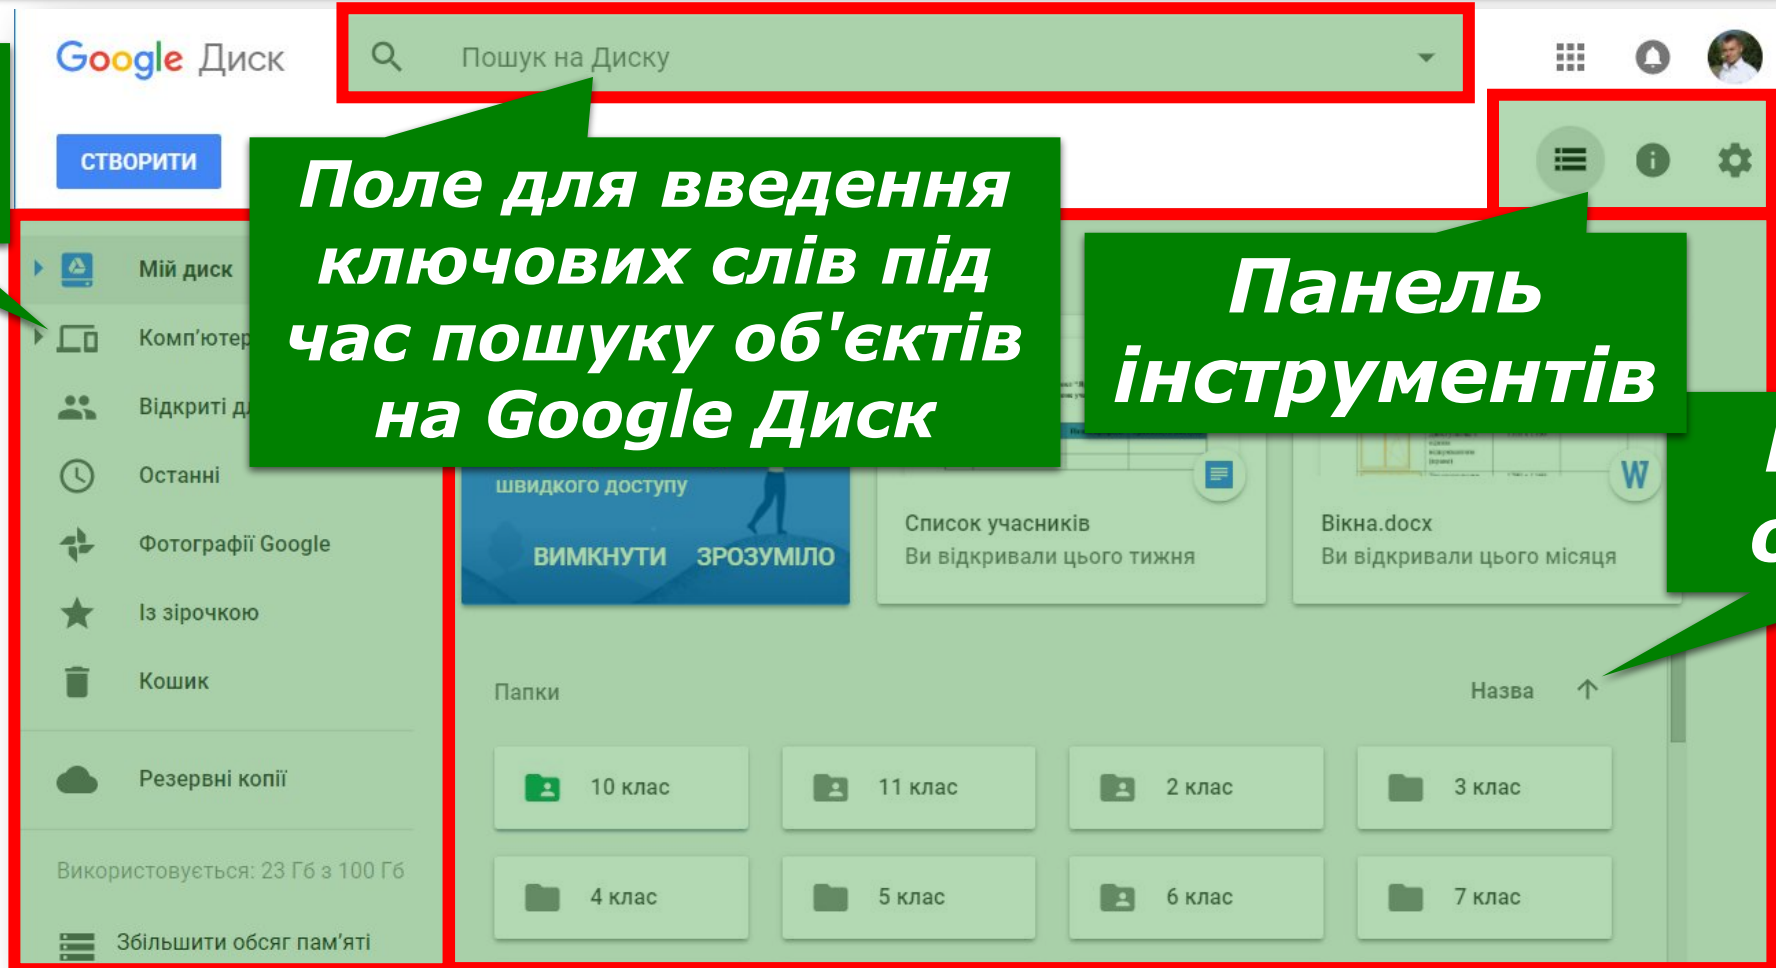 Google Диск
Пошук на Диску
СТВОРИТИ
Поле для введення
ключових слів під
час пошуку об'єктів
на Google Диск
Панель
інструментів
Мій диск
Комп'ютер
Відкриті
Останні
Фотографії Google
Із зірочкою
Кошик
Резервні копії
Використовується: 23 Гб з 100 Гб
Збільшити обсяг пам'яті
швидкого доступу
ВИМКНУТИ ЗРОЗУМІЛО
Список учасників
Ви відкривали цього тижня
W
Вікна.docx
Ви відкривали цього місяця
Папки
Назва
10 клас
11 клас
2 клас
3 клас
4 клас
5 клас
6 клас
7 клас